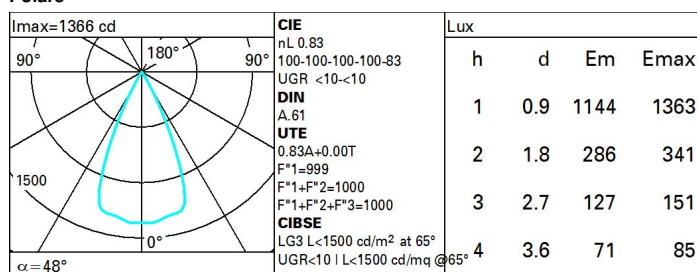 Imax=1366 cd
90° 180° 90°
1500
0°
α=48°
CIE
nL 0.83
100-100-100-100-83
UGR <10-<10
DIN
A.61
UTE
0.83A+0.00T
F"1=999
F"1+F"2=1000
F"1+F"2+F"3=1000
CIBSE
LG3 L<1500 cd/m² at 65°
UGR<10 | L<1500 cd/mq @65°
Lux
h d Em Emax
1 0.9 1144 1363
2 1.8 286 341
3 2.7 127 151
4 3.6 71 85